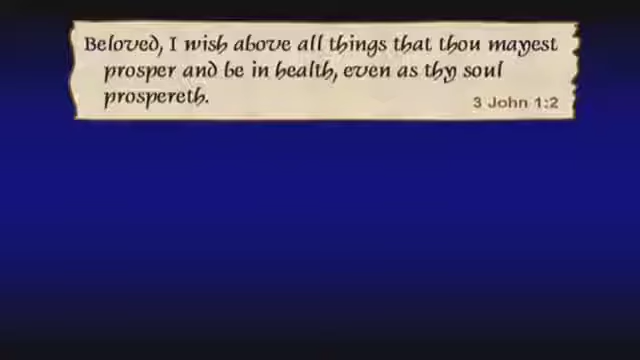 Beloved, I wish above all things that thou mayest
prosper and be in health, even as thy soul
prospereth.
3 John 1:2